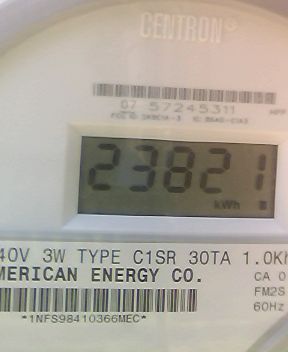 CENTRON®
07 57245311
23821
kWh
40V 3W TYPE C1SR 30TA 1.0Kh
MERICAN ENERGY CO.
CA 0
FM2S
60Hz
*1NFS98410366MEC*